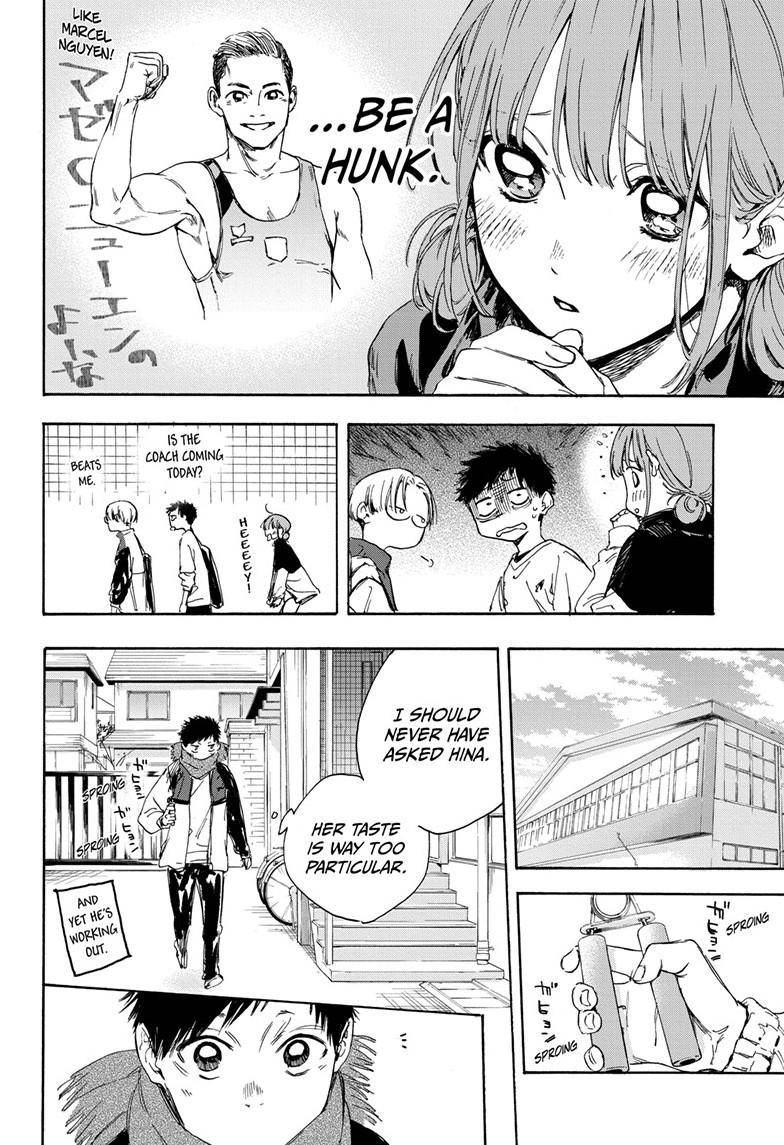 ...BE A
HUNK.
LIKE
MARCEL
NGUYEN!
マゼロニューエンの
よーな
IS THE
COACH COMING
TODAY?
BEATS
ME.
HEEEEY!
SPROING
SPROING
I SHOULD
NEVER HAVE
ASKED HINA.
HER TASTE
IS WAY TOO
PARTICULAR.
SPROING
SPROING
AND
YET HE'S
WORKING
OUT.